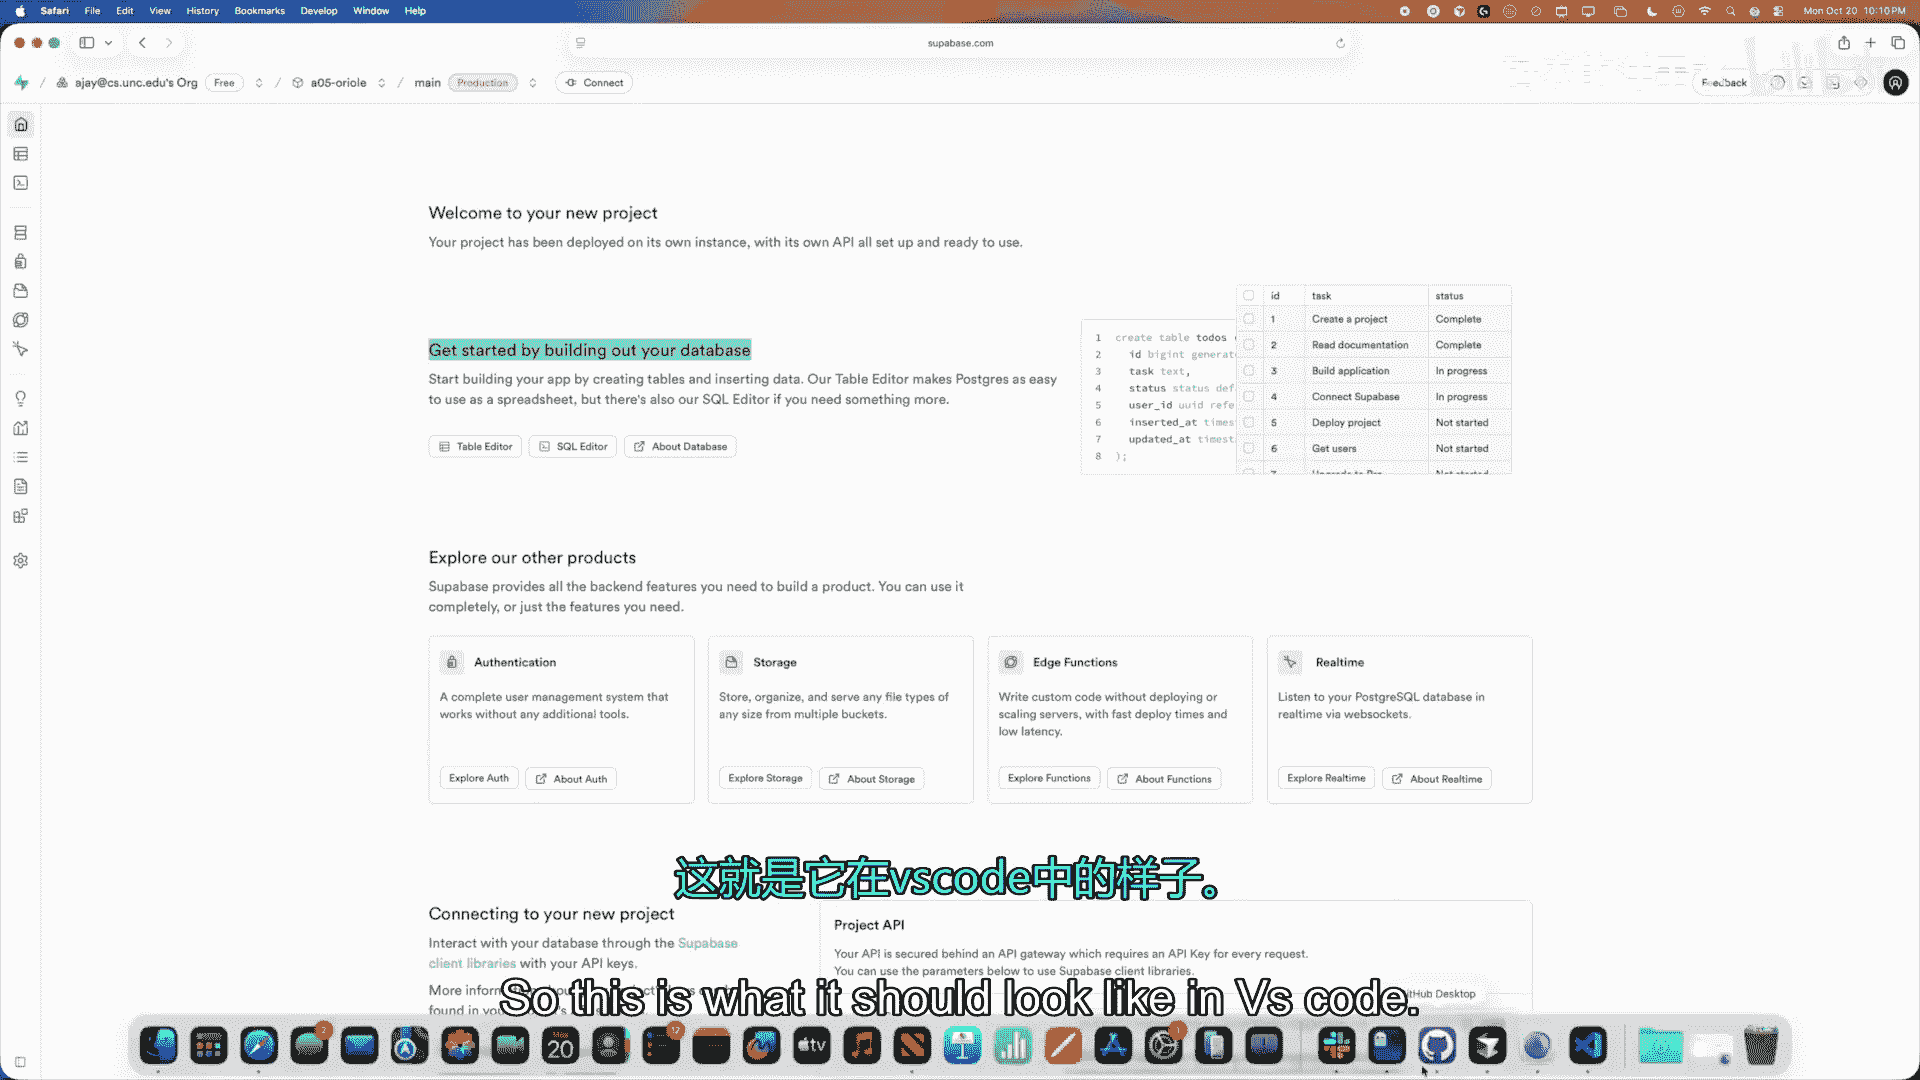 Safari File Edit View History Bookmarks Develop Window Help
Mon Oct 20 10:10 PM
supabase.com
ajay@cs.unc.edu's Org Free / a05-oriole / main Production Connect
Feedback
Welcome to your new project
Your project has been deployed on its own instance, with its own API all set up and ready to use.
Get started by building out your database
Start building your app by creating tables and inserting data. Our Table Editor makes Postgres as easy
to use as a spreadsheet, but there's also our SQL Editor if you need something more.
Table Editor SQL Editor About Database
1 create table todos
2 id bigint generat
3 task text,
4 status status def
5 user_id uuid refe
6 inserted_at times
7 updated_at timest
8 );
id task status
1 Create a project Complete
2 Read documentation Complete
3 Build application In progress
4 Connect Supabase In progress
5 Deploy project Not started
6 Get users Not started
Explore our other products
Supabase provides all the backend features you need to build a product. You can use it
completely, or just the features you need.
Authentication
A complete user management system that
works without any additional tools.
Explore Auth About Auth
Storage
Store, organize, and serve any file types of
any size from multiple buckets.
Explore Storage About Storage
Edge Functions
Write custom code without deploying or
scaling servers, with fast deploy times and
low latency.
Explore Functions About Functions
Realtime
Listen to your PostgreSQL database in
realtime via websockets.
Explore Realtime About Realtime
这就是它在vscode中的样子。
Connecting to your new project
Interact with your database through the Supabase
client libraries with your API keys.
More
found in
Project API
Your API is secured behind an API gateway which requires an API Key for every request.
You can use the parameters below to use Supabase client libraries.
So this is what it should look like in Vs code.
Desktop
2
MON
20
12
tv
1